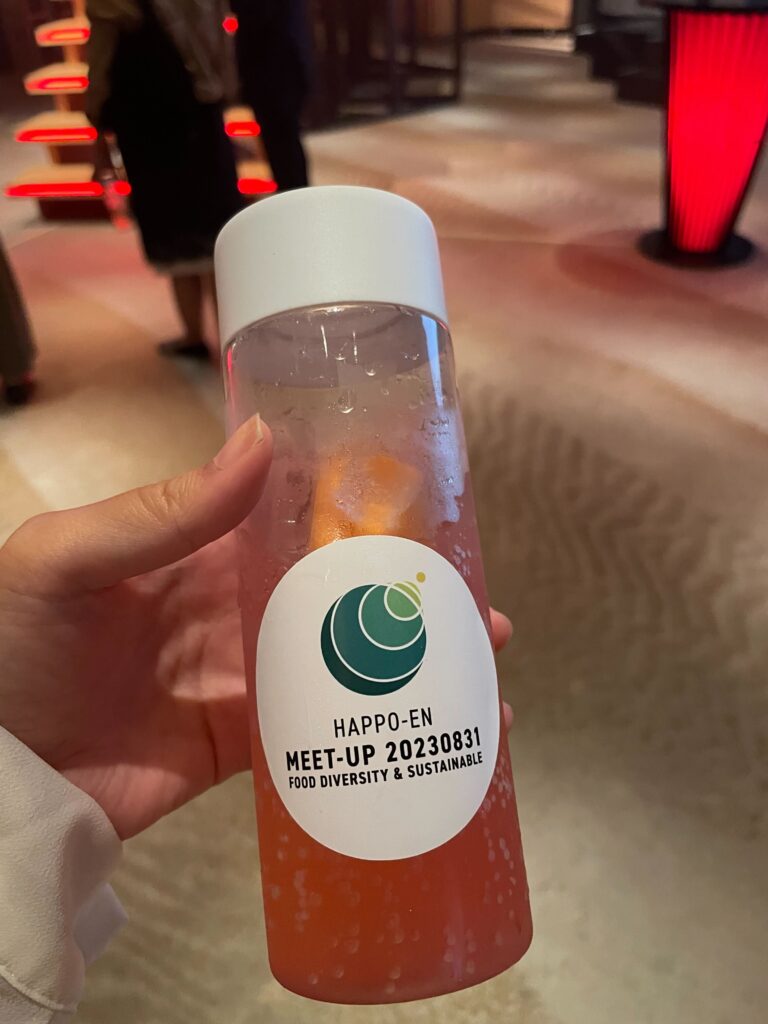 HAPPO-EN
MEET-UP 20230831
FOOD DIVERSITY & SUSTAINABLE